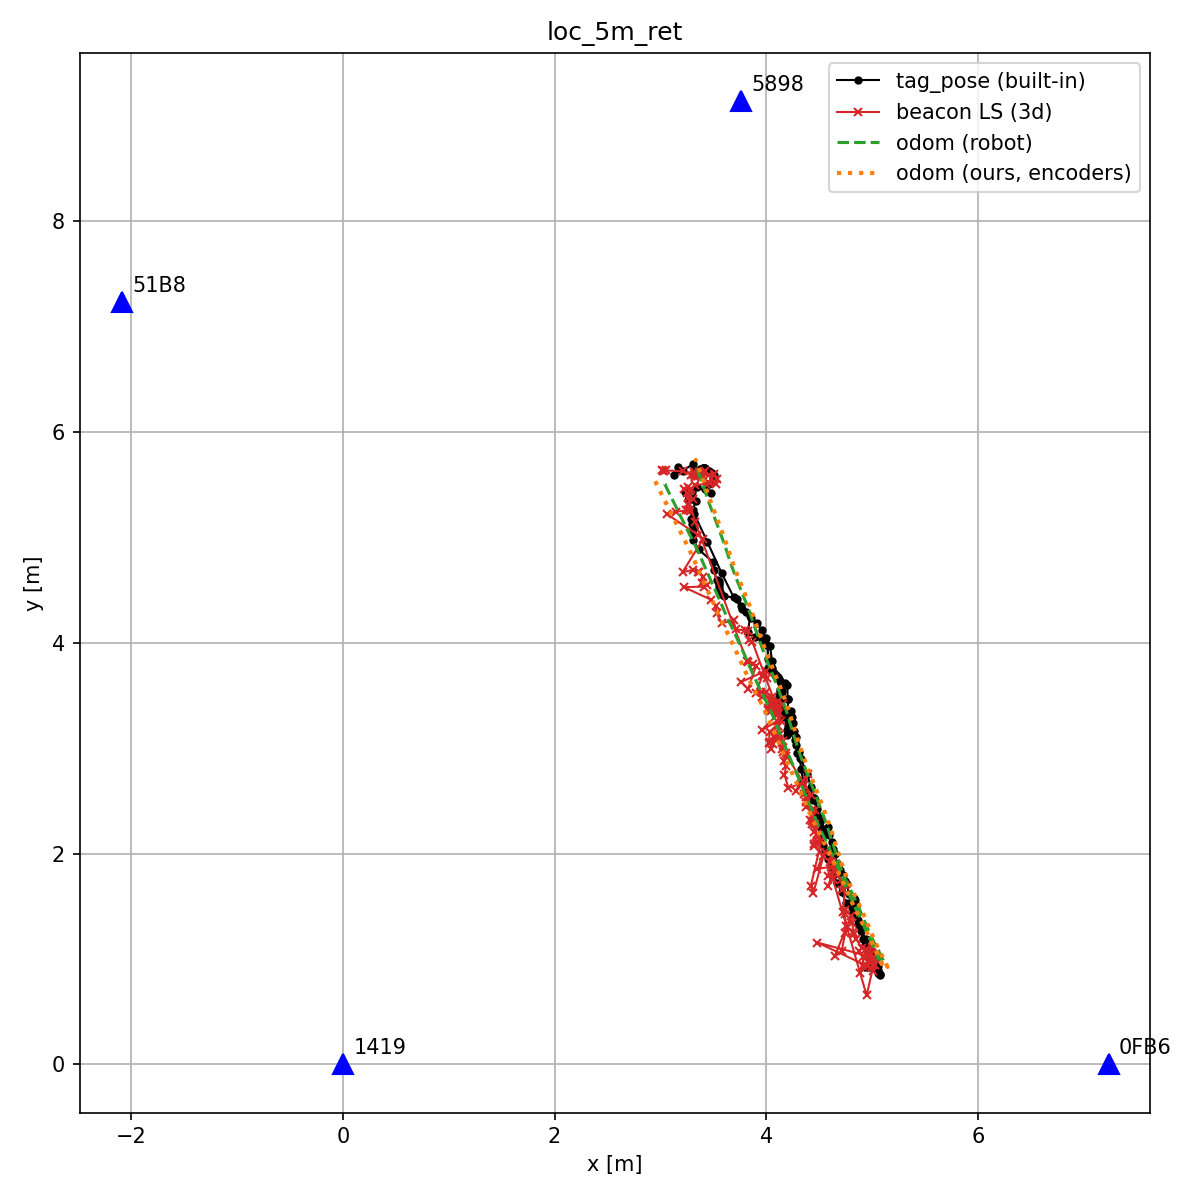 loc_5m_ret
5898
tag_pose (built-in)
beacon LS (3d)
odom (robot)
odom (ours, encoders)
51B8
1419
0FB6
8
6
4
2
0
y [m]
−2
0
2
4
6
x [m]